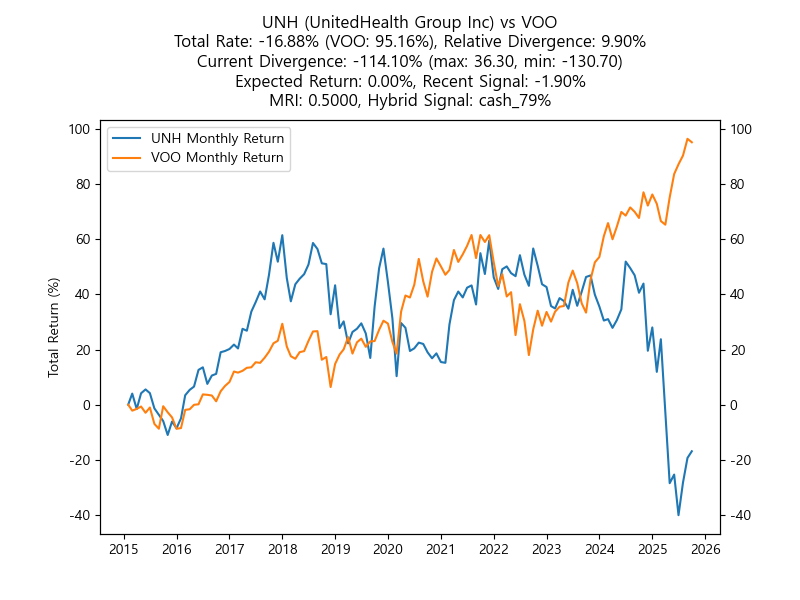 UNH (UnitedHealth Group Inc) vs VOO
Total Rate: -16.88% (VOO: 95.16%), Relative Divergence: 9.90%
Current Divergence: -114.10% (max: 36.30, min: -130.70)
Expected Return: 0.00%, Recent Signal: -1.90%
MRI: 0.5000, Hybrid Signal: cash_79%
UNH Monthly Return
VOO Monthly Return
Total Return (%)
100
80
60
40
20
0
-20
-40
100
80
60
40
20
0
-20
-40
2015 2016 2017 2018 2019 2020 2021 2022 2023 2024 2025 2026